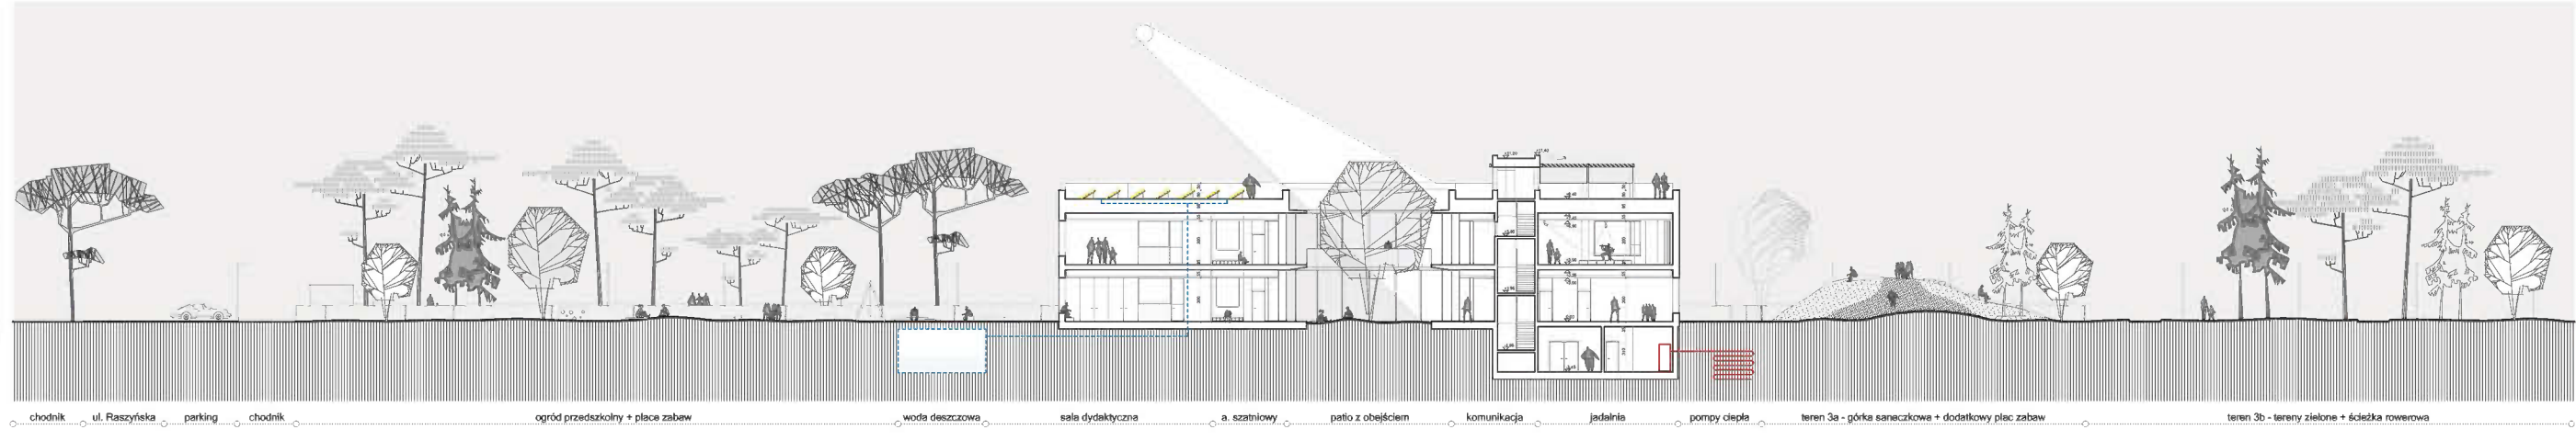 chodnik
ul. Raszyńska
parking
chodnik
ogród przedszkolny + place zabaw
woda deszczowa
sala dydaktyczna
a. szatniowy
patio z obejściem
komunikacja
jadalnia
pompy ciepła
teren 3a - górka saneczkowa + dodatkowy plac zabaw
teren 3b - tereny zielone + ścieżka rowerowa